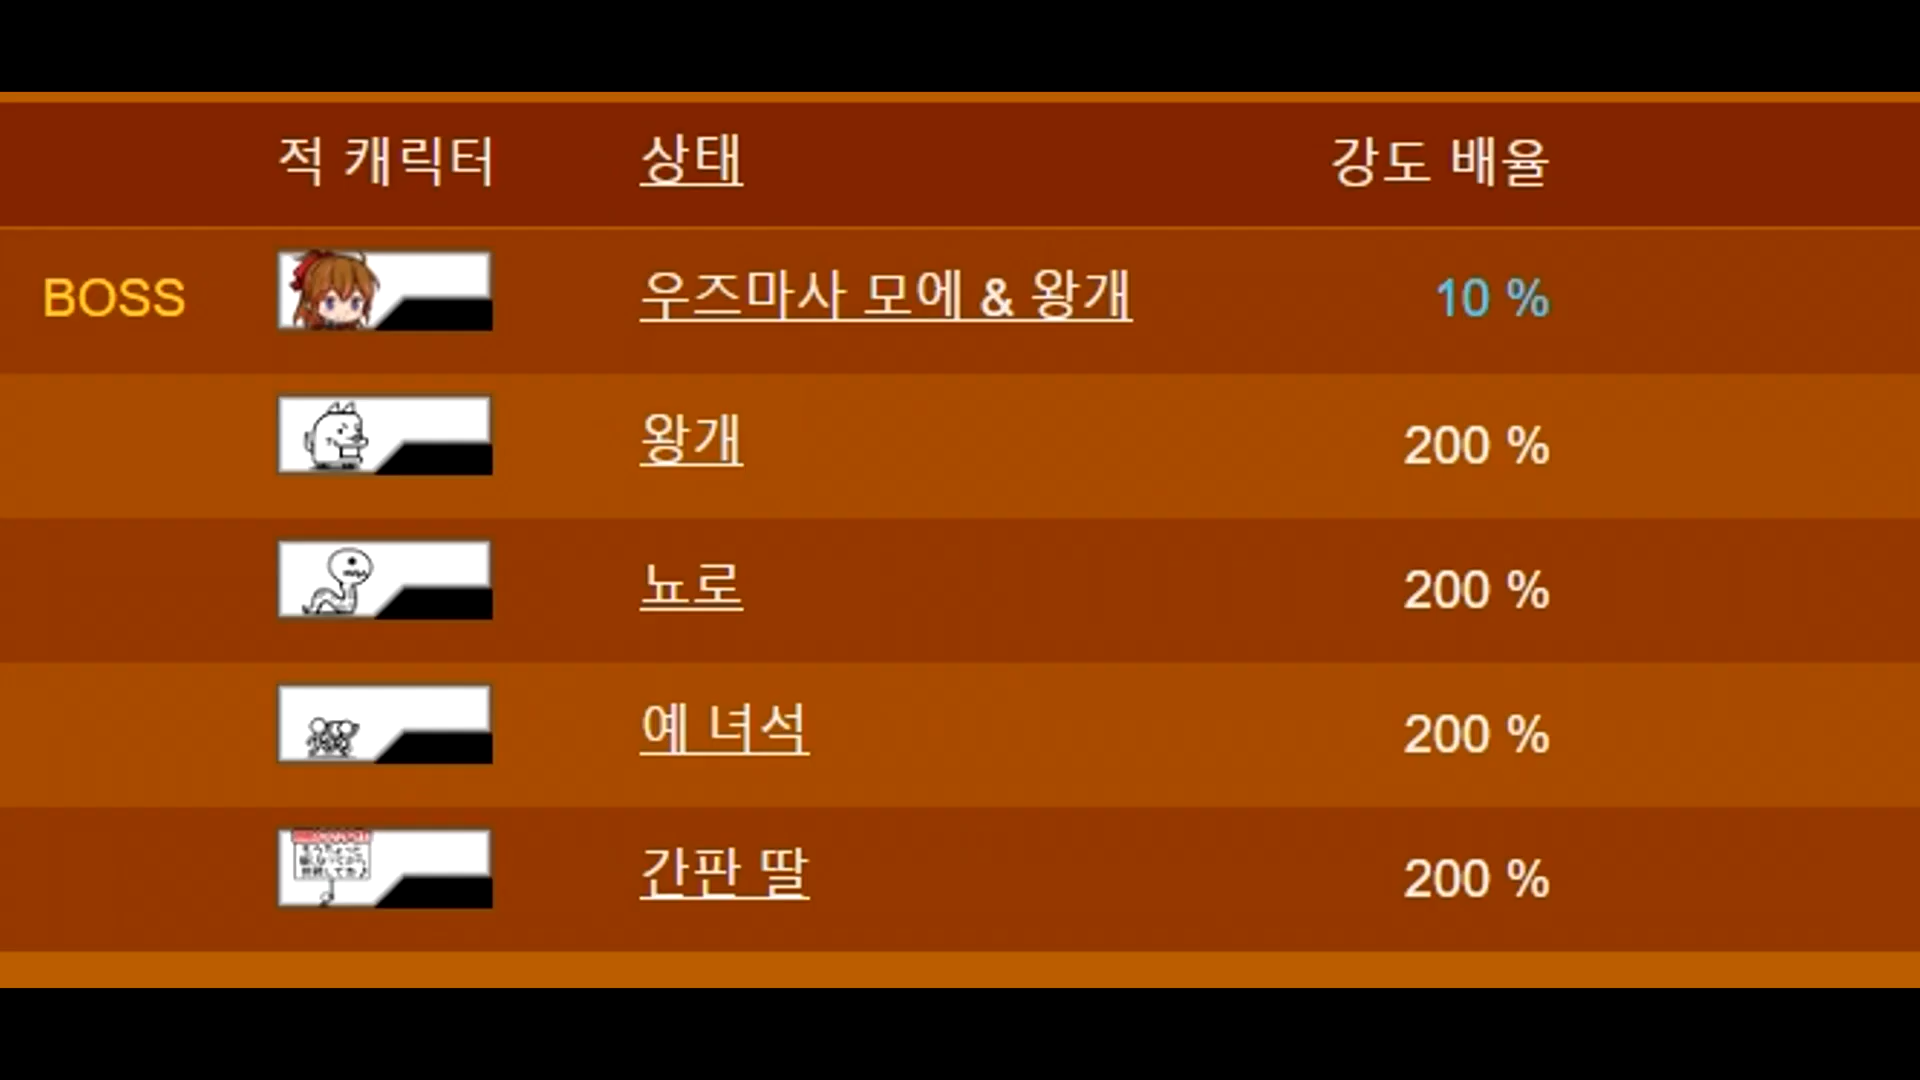 적 캐릭터 상태 강도 배율
BOSS 우즈마사 모에 & 왕개 10 %
왕개 200 %
뇨로 200 %
예 녀석 200 %
간판 딸 200 %